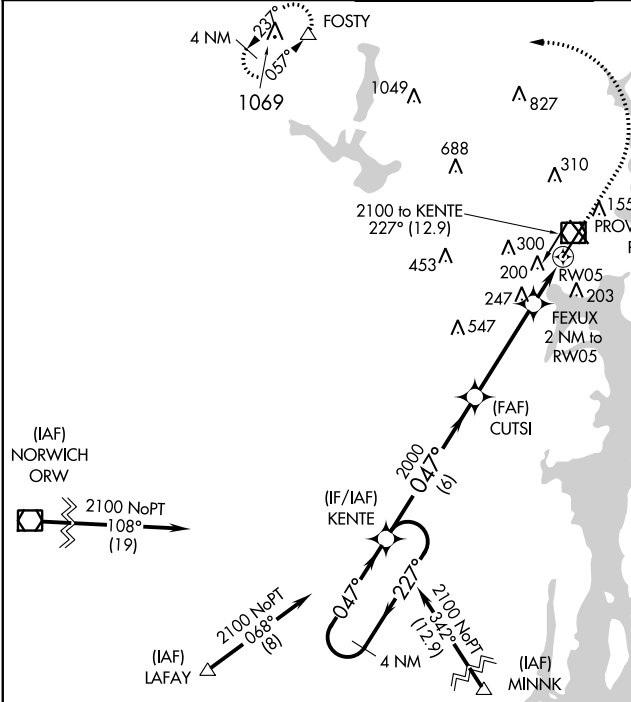 FOSTY
237°
4 NM
057°
1069
1049
827
688
310
2100 to KENTE
227° (12.9)
155
PROV
300
453
200
RW05
247
203
FEXUX
2 NM to
RW05
547
(FAF)
CUTSI
(IAF)
NORWICH
ORW
2000
047°
(6)
(IF/IAF)
KENTE
2100 NoPT
108°
(19)
047°
227°
2100 NoPT
068°
(8)
2100 NoPT
342°
(12.9)
4 NM
(IAF)
LAFAY
(IAF)
MINNK